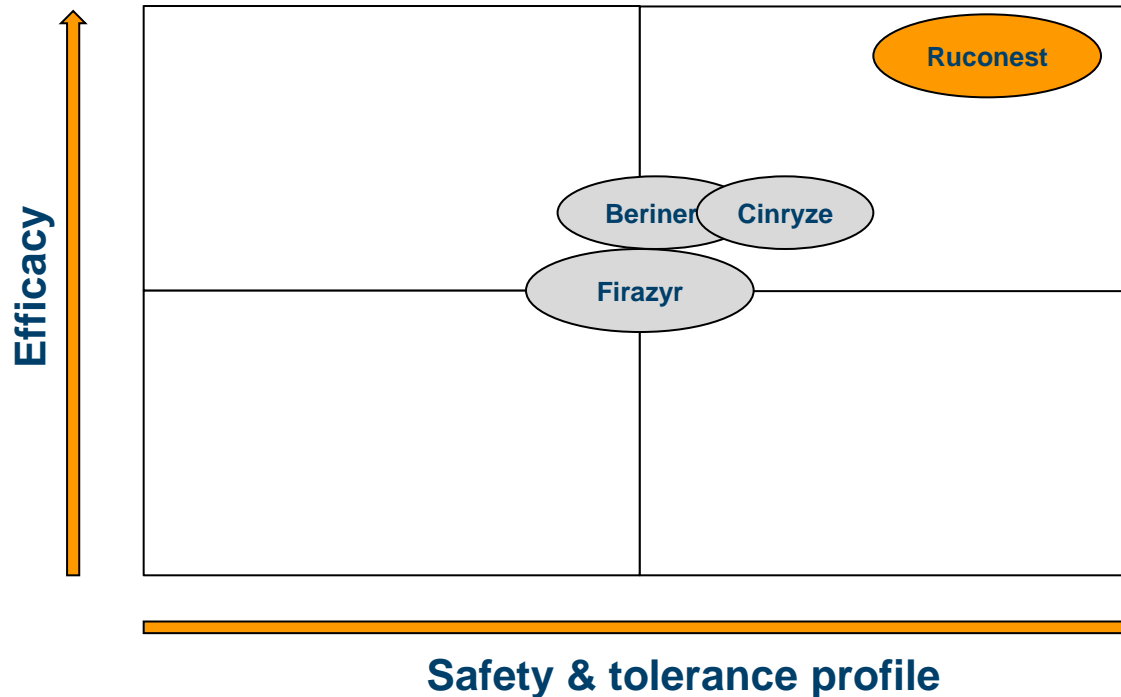 Ruconest
Beriner
Cinryze
Firazyr
Efficacy
Safety & tolerance profile